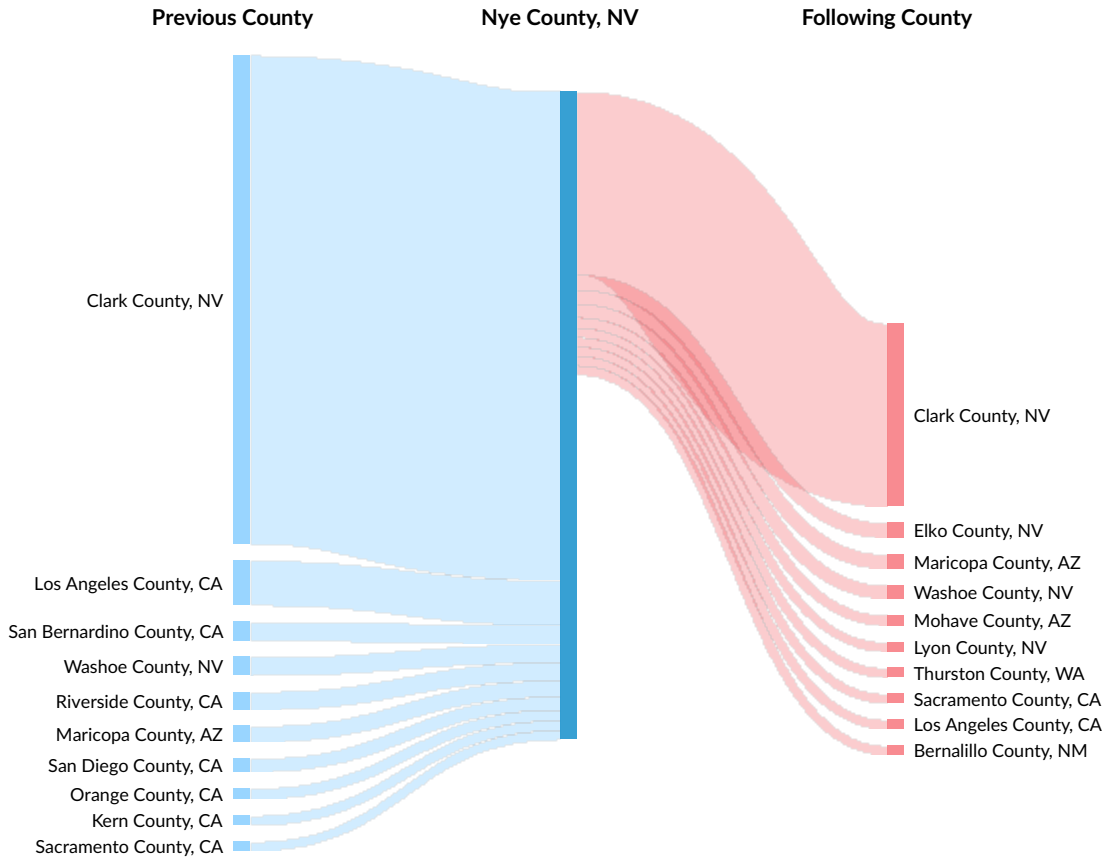 Previous County
Nye County, NV
Following County
Clark County, NV
Los Angeles County, CA
San Bernardino County, CA
Washoe County, NV
Riverside County, CA
Maricopa County, AZ
San Diego County, CA
Orange County, CA
Kern County, CA
Sacramento County, CA
Clark County, NV
Elko County, NV
Maricopa County, AZ
Washoe County, NV
Mohave County, AZ
Lyon County, NV
Thurston County, WA
Sacramento County, CA
Los Angeles County, CA
Bernalillo County, NM